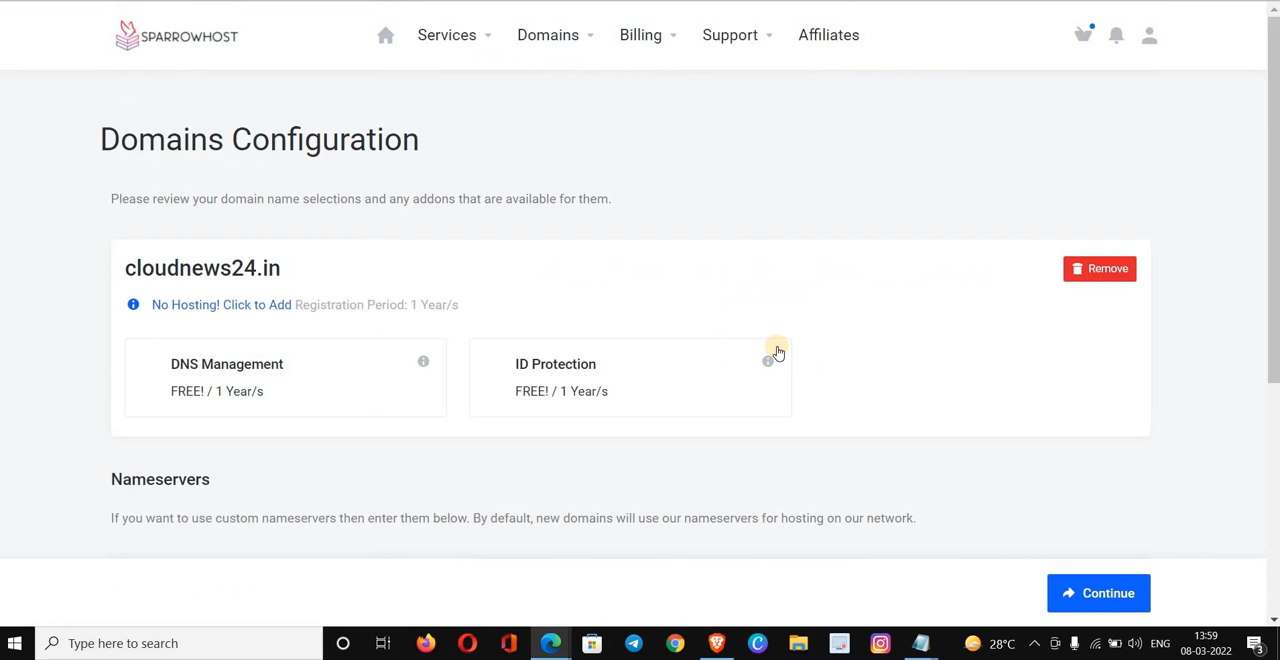 SPARROWHOST
Services Domains Billing Support Affiliates
Domains Configuration
Please review your domain name selections and any addons that are available for them.
cloudnews24.in
Remove
No Hosting! Click to Add Registration Period: 1 Year/s
DNS Management
FREE! / 1 Year/s
ID Protection
FREE! / 1 Year/s
Nameservers
If you want to use custom nameservers then enter them below. By default, new domains will use our nameservers for hosting on our network.
Continue
Type here to search
28°C
ENG
13:59
08-03-2022
3